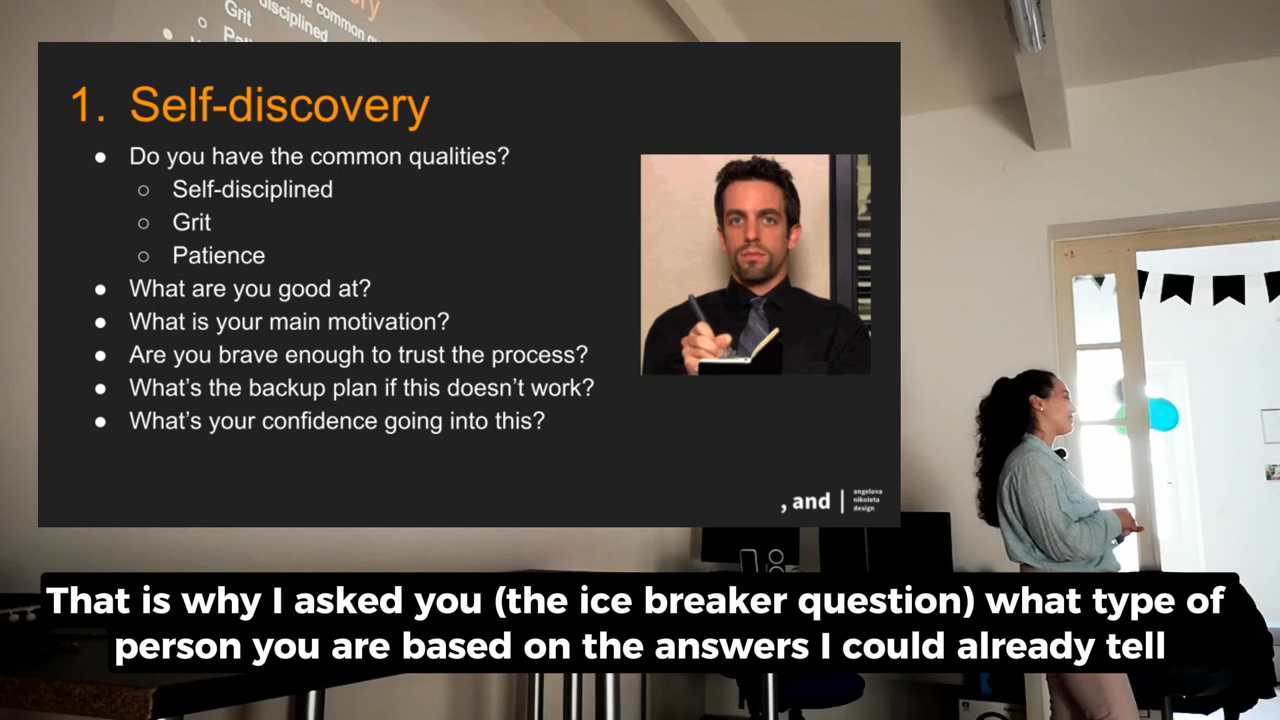 common
Grit
disciplined
1. Self-discovery
● Do you have the common qualities?
○ Self-disciplined
○ Grit
○ Patience
● What are you good at?
● What is your main motivation?
● Are you brave enough to trust the process?
● What's the backup plan if this doesn't work?
● What's your confidence going into this?
, and | angelova
nikoleta
design
That is why I asked you (the ice breaker question) what type of
person you are based on the answers I could already tell